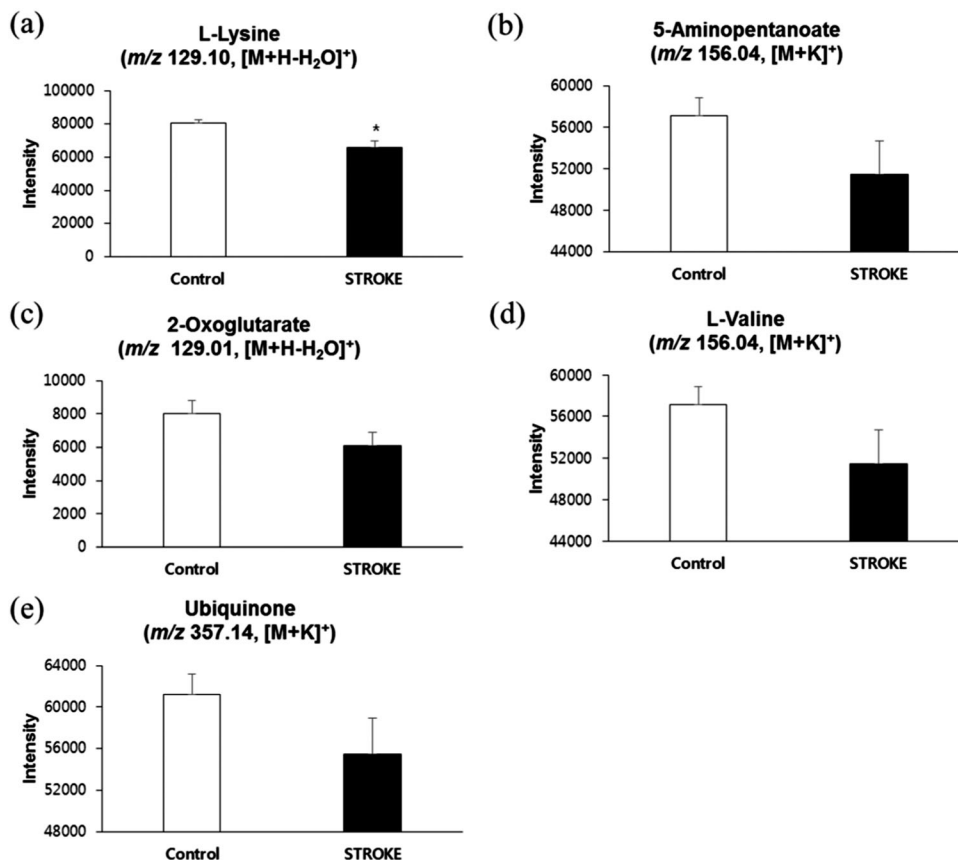 (a)
L-Lysine
(m/z 129.10, [M+H-H₂O]⁺)
Intensity
100000
80000
60000
40000
20000
0
*
Control
STROKE
(b)
5-Aminopentanoate
(m/z 156.04, [M+K]⁺)
Intensity
60000
56000
52000
48000
44000
Control
STROKE
(c)
2-Oxoglutarate
(m/z 129.01, [M+H-H₂O]⁺)
Intensity
10000
8000
6000
4000
2000
0
Control
STROKE
(d)
L-Valine
(m/z 156.04, [M+K]⁺)
Intensity
60000
56000
52000
48000
44000
Control
STROKE
(e)
Ubiquinone
(m/z 357.14, [M+K]⁺)
Intensity
64000
60000
56000
52000
48000
Control
STROKE